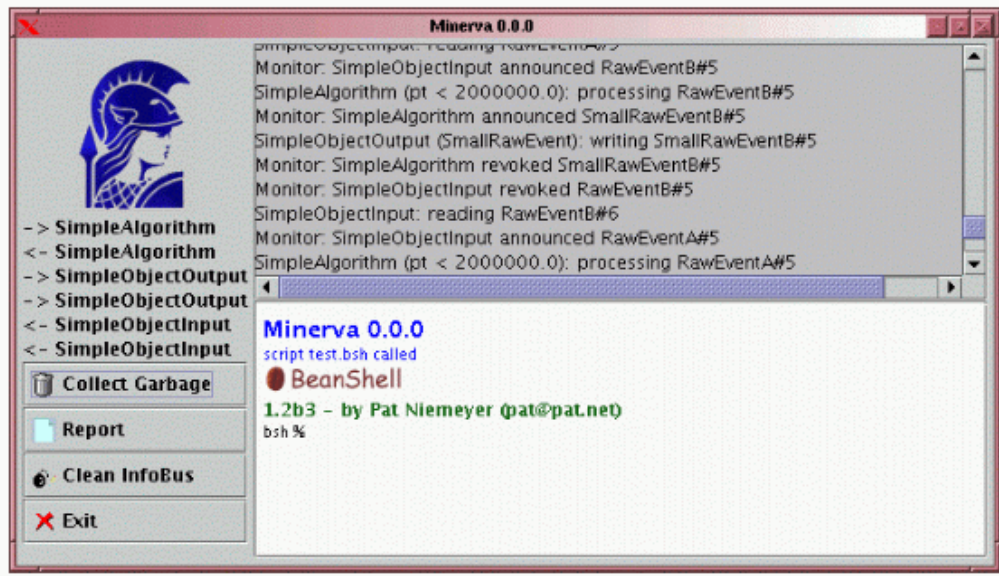 Minerva 0.0.0
SimpleObjectInput: reading RawEventA#5
Monitor: SimpleObjectInput announced RawEventB#5
SimpleAlgorithm (pt < 2000000.0): processing RawEventB#5
Monitor: SimpleAlgorithm announced SmallRawEventB#5
SimpleObjectOutput (SmallRawEvent): writing SmallRawEventB#5
Monitor: SimpleAlgorithm revoked SmallRawEventB#5
Monitor: SimpleObjectInput revoked RawEventB#5
SimpleObjectInput: reading RawEventB#6
Monitor: SimpleObjectInput announced RawEventA#5
SimpleAlgorithm (pt < 2000000.0): processing RawEventA#5
-> SimpleAlgorithm
<- SimpleAlgorithm
-> SimpleObjectOutput
-> SimpleObjectOutput
<- SimpleObjectInput
<- SimpleObjectInput
Collect Garbage
Report
Clean InfoBus
Exit
Minerva 0.0.0
script test.bsh called
BeanShell
1.2b3 - by Pat Niemeyer (pat@pat.net)
bsh %